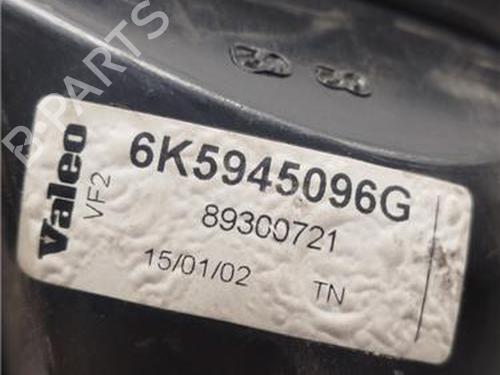 B-PARTS
Valeo
VF2
6K5945096G
89300721
15/01/02 TN